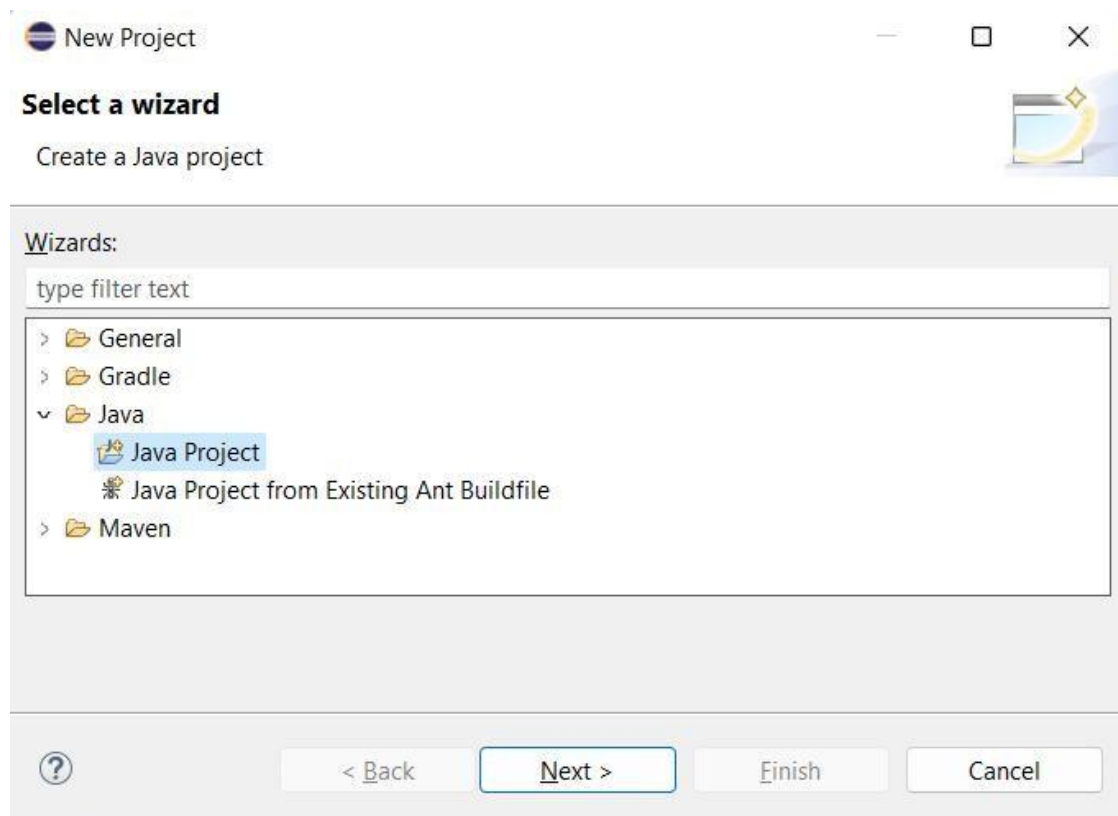 New Project
Select a wizard
Create a Java project
Wizards:
type filter text
General
Gradle
Java
Java Project
Java Project from Existing Ant Buildfile
Maven
? < Back Next > Finish Cancel